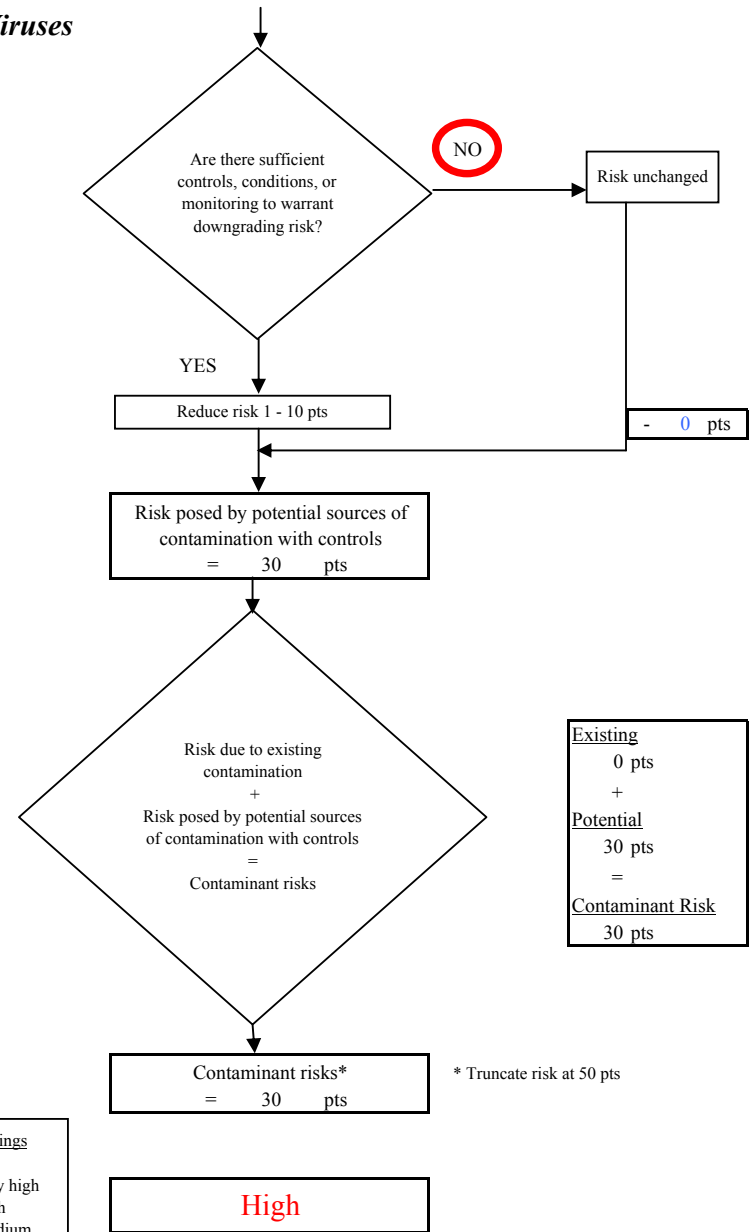 Viruses
Are there sufficient
controls, conditions, or
monitoring to warrant
downgrading risk?
NO
Risk unchanged
YES
Reduce risk 1 - 10 pts
- 0 pts
Risk posed by potential sources of
contamination with controls
= 30 pts
Risk due to existing
contamination
+
Risk posed by potential sources
of contamination with controls
=
Contaminant risks
Existing
0 pts
+
Potential
30 pts
=
Contaminant Risk
30 pts
Contaminant risks*
= 30 pts
* Truncate risk at 50 pts
high
High